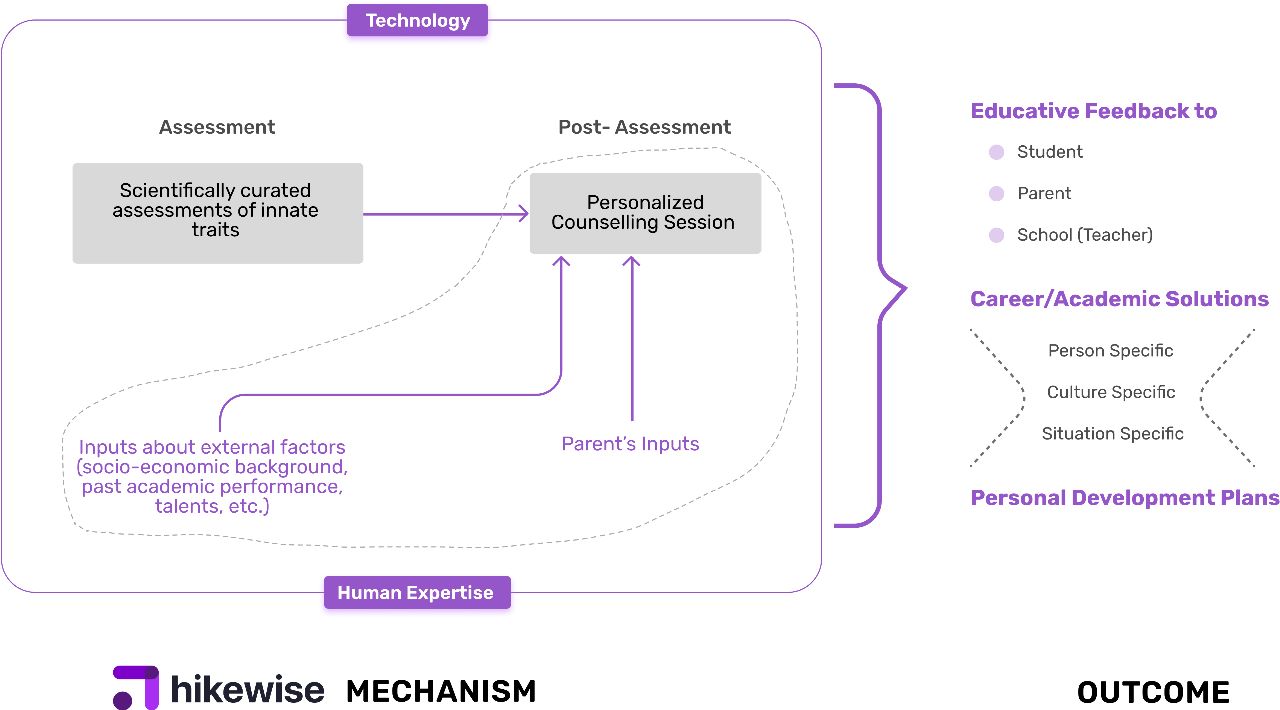 Technology
Assessment
Post- Assessment
Scientifically curated
assessments of innate
traits
Personalized
Counselling Session
Inputs about external factors
(socio-economic background,
past academic performance,
talents, etc.)
Parent's Inputs
Human Expertise
Educative Feedback to
Student
Parent
School (Teacher)
Career/Academic Solutions
Person Specific
Culture Specific
Situation Specific
Personal Development Plans
hikewise MECHANISM
OUTCOME